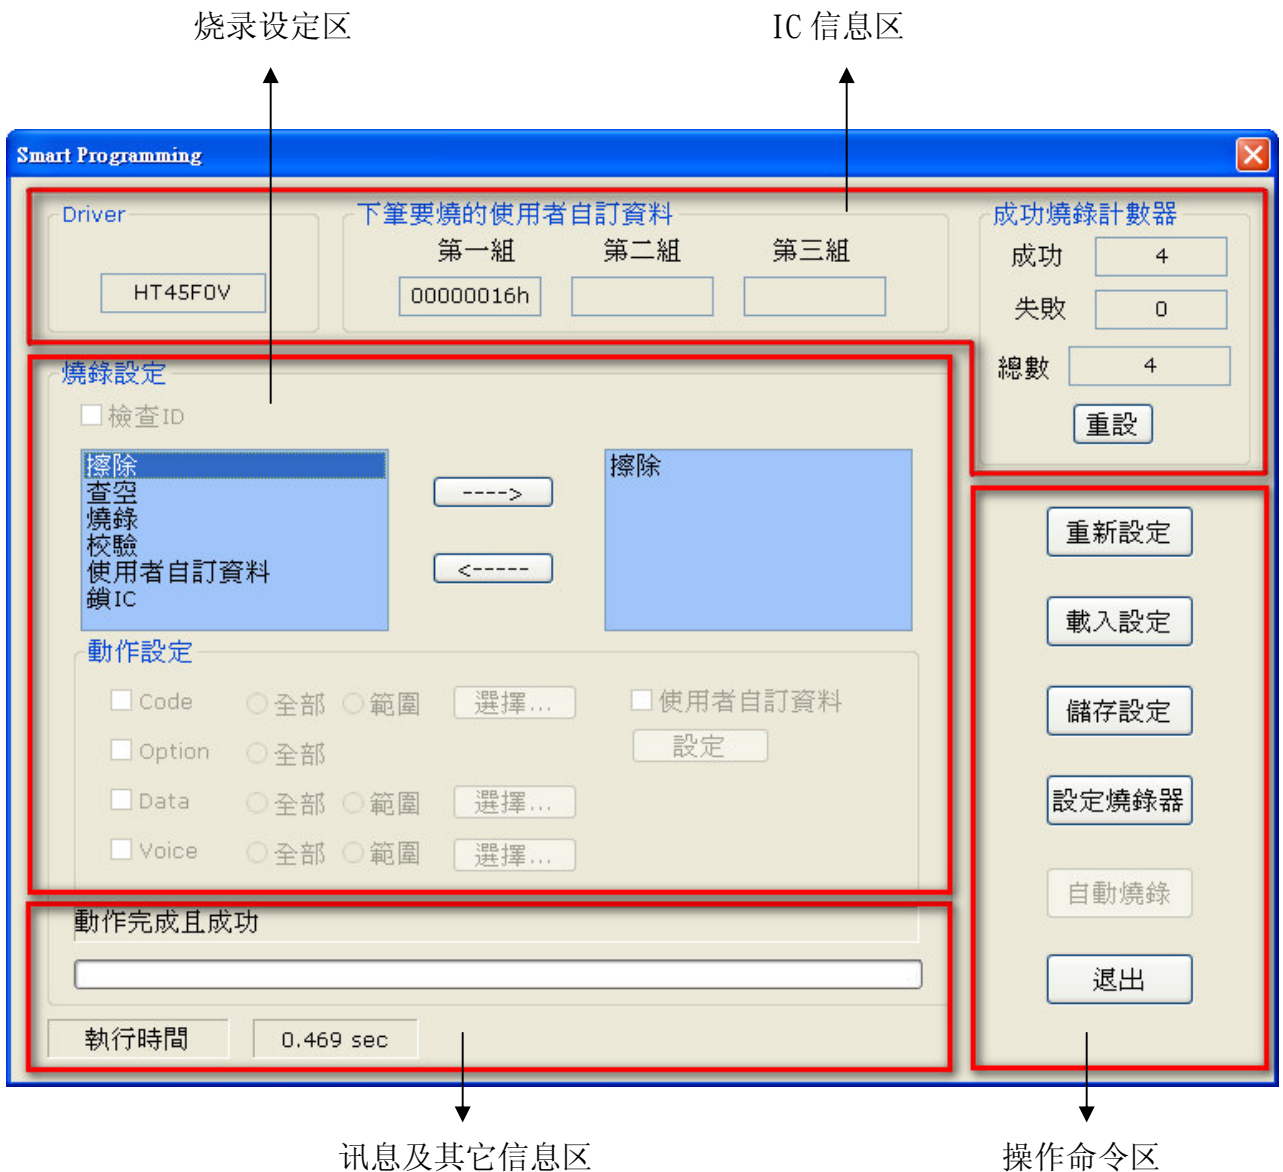 烧录设定区
IC 信息区
Smart Programming
Driver
下筆要燒的使用者自訂資料
成功燒錄計數器
第一組 第二組 第三組
成功 4
HT45F0V
00000016h
失敗 0
總數 4
重設
燒錄設定
檢查ID
擦除
查空
燒錄
校驗
使用者自訂資料
鎖IC
---->
<-----
擦除
動作設定
Code 全部 範圍 選擇...
使用者自訂資料
Option 全部
設定
Data 全部 範圍 選擇...
Voice 全部 範圍 選擇...
重新設定
載入設定
儲存設定
設定燒錄器
自動燒錄
退出
動作完成且成功
執行時間 0.469 sec
讯息及其它信息区
操作命令区